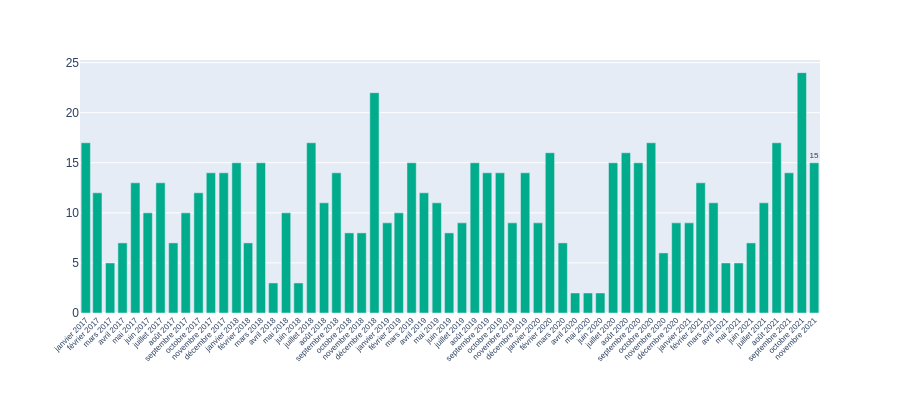 25
20
15
10
5
0
15
janvier 2017
février 2017
mars 2017
avril 2017
mai 2017
juin 2017
juillet 2017
août 2017
septembre 2017
octobre 2017
novembre 2017
décembre 2017
janvier 2018
février 2018
mars 2018
avril 2018
mai 2018
juin 2018
juillet 2018
août 2018
septembre 2018
octobre 2018
novembre 2018
décembre 2018
janvier 2019
février 2019
mars 2019
avril 2019
mai 2019
juin 2019
juillet 2019
août 2019
septembre 2019
octobre 2019
novembre 2019
décembre 2019
janvier 2020
février 2020
mars 2020
avril 2020
mai 2020
juin 2020
juillet 2020
août 2020
septembre 2020
octobre 2020
novembre 2020
décembre 2020
janvier 2021
février 2021
mars 2021
avril 2021
mai 2021
juin 2021
juillet 2021
août 2021
septembre 2021
octobre 2021
novembre 2021